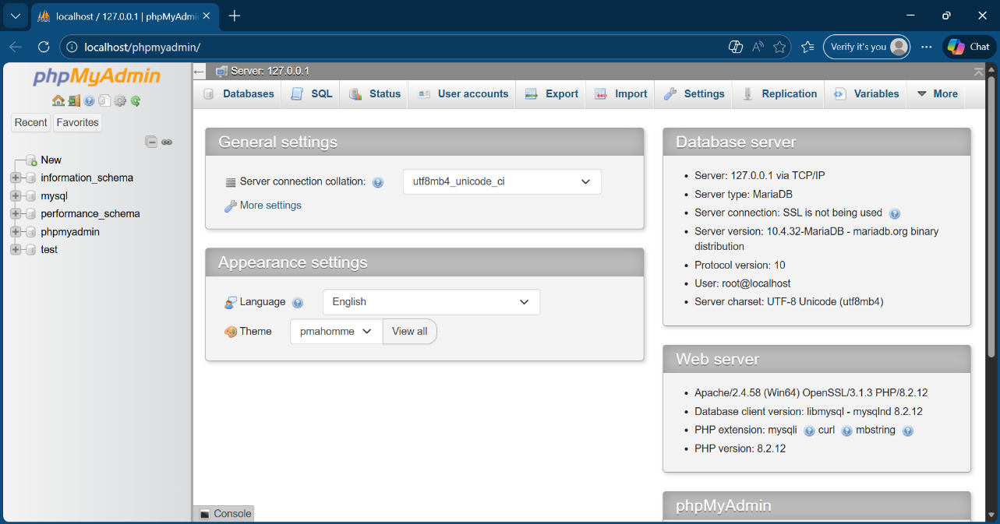 localhost / 127.0.0.1 | phpMyAdmi
localhost/phpmyadmin/
Verify it's you
Chat
phpMyAdmin
Recent
Favorites
New
information_schema
mysql
performance_schema
phpmyadmin
test
Server: 127.0.0.1
Databases
SQL
Status
User accounts
Export
Import
Settings
Replication
Variables
More
General settings
Server connection collation:
utf8mb4_unicode_ci
More settings
Appearance settings
Language
English
Theme
pmahomme
View all
Database server
Server: 127.0.0.1 via TCP/IP
Server type: MariaDB
Server connection: SSL is not being used
Server version: 10.4.32-MariaDB - mariadb.org binary
distribution
Protocol version: 10
User: root@localhost
Server charset: UTF-8 Unicode (utf8mb4)
Web server
Apache/2.4.58 (Win64) OpenSSL/3.1.3 PHP/8.2.12
Database client version: libmysql - mysqlnd 8.2.12
PHP extension: mysqli curl mbstring
PHP version: 8.2.12
phpMyAdmin
Console